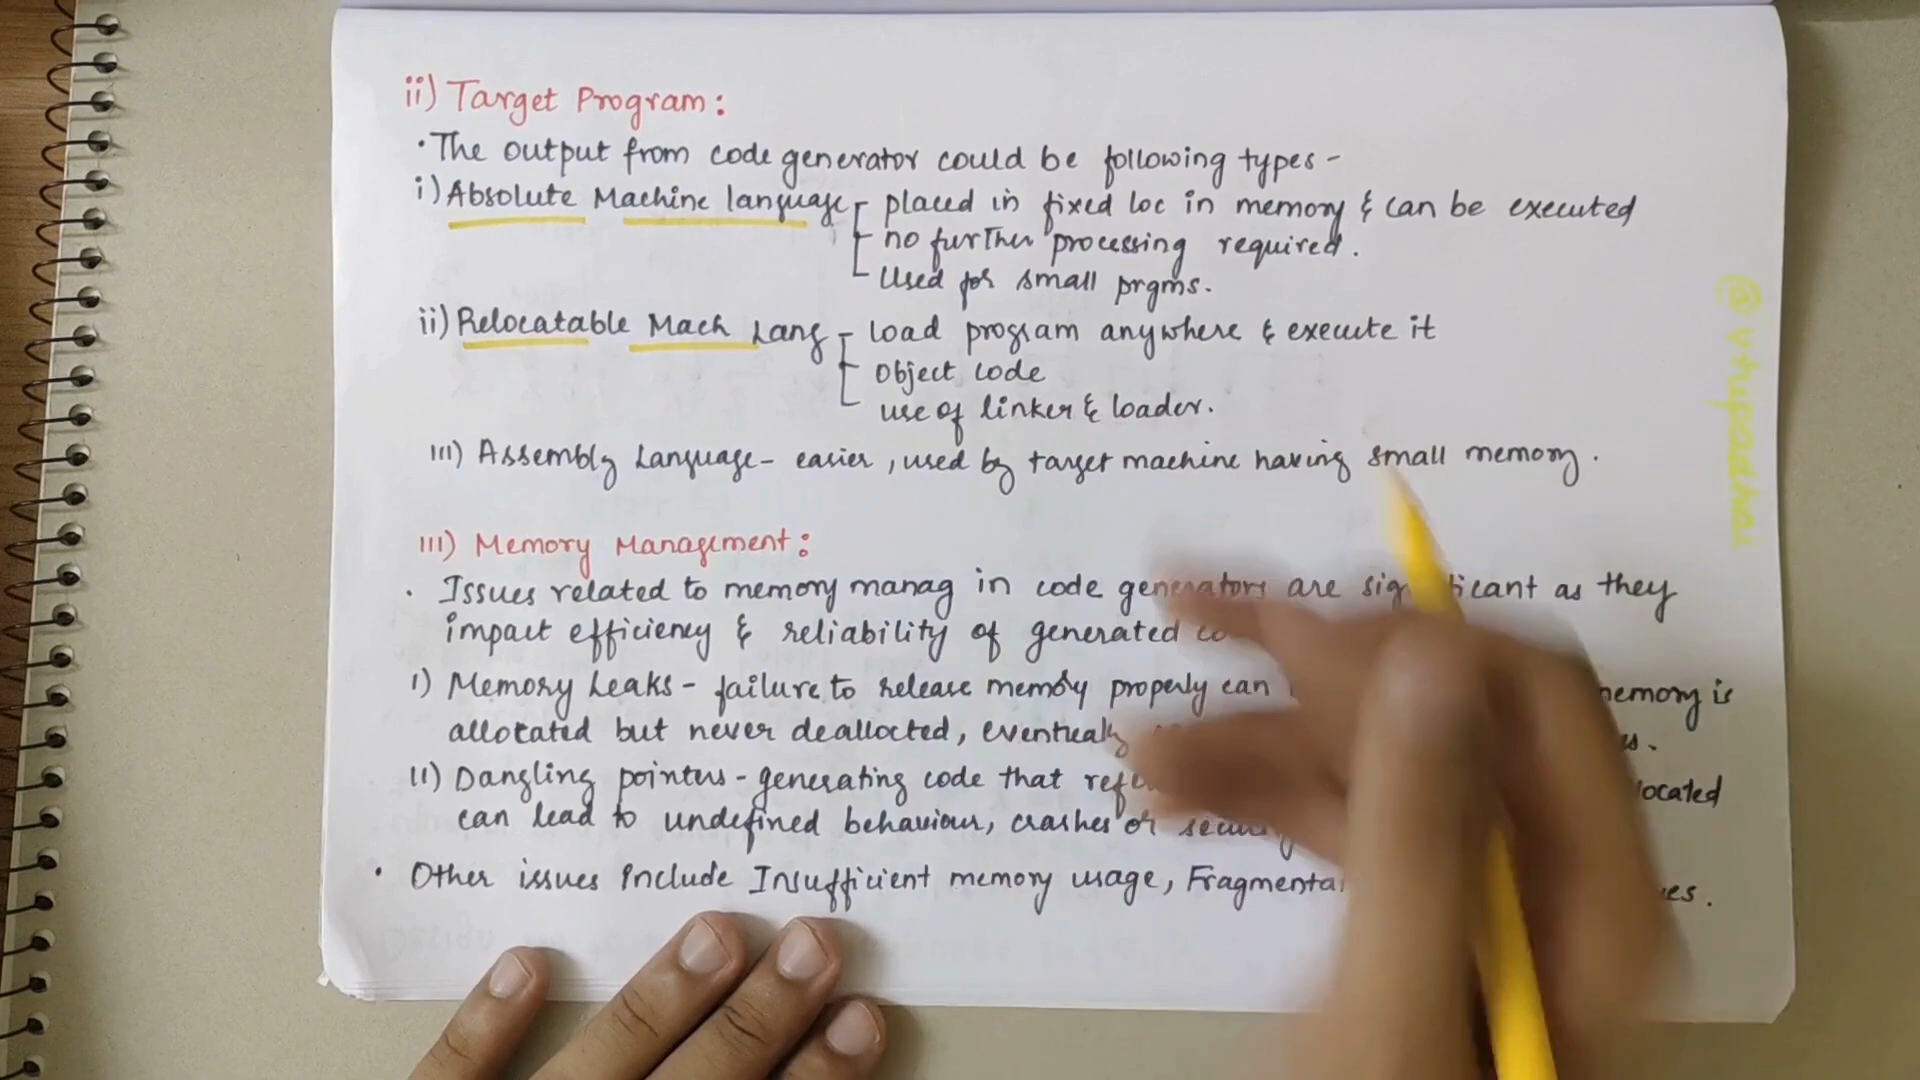 ii) Target Program:
• The output from code generator could be following types -
i) Absolute Machine language - placed in fixed loc in memory & can be executed
- no further processing required.
- Used for small prgms.
ii) Relocatable Mach Lang - load program anywhere & execute it
- Object code
- use of linker & loader.
III) Assembly Language - easier, used by target machine having small memory.
III) Memory Management:
• Issues related to memory manag in code generators are significant as they
impact efficiency & reliability of generated
I) Memory Leaks - failure to release memory properly can memory is
allocated but never deallocted, eventually
II) Dangling pointers - generating code that
can lead to undefined behaviour, crashes or
• Other issues include Insufficient memory usage,
@vtupadhai